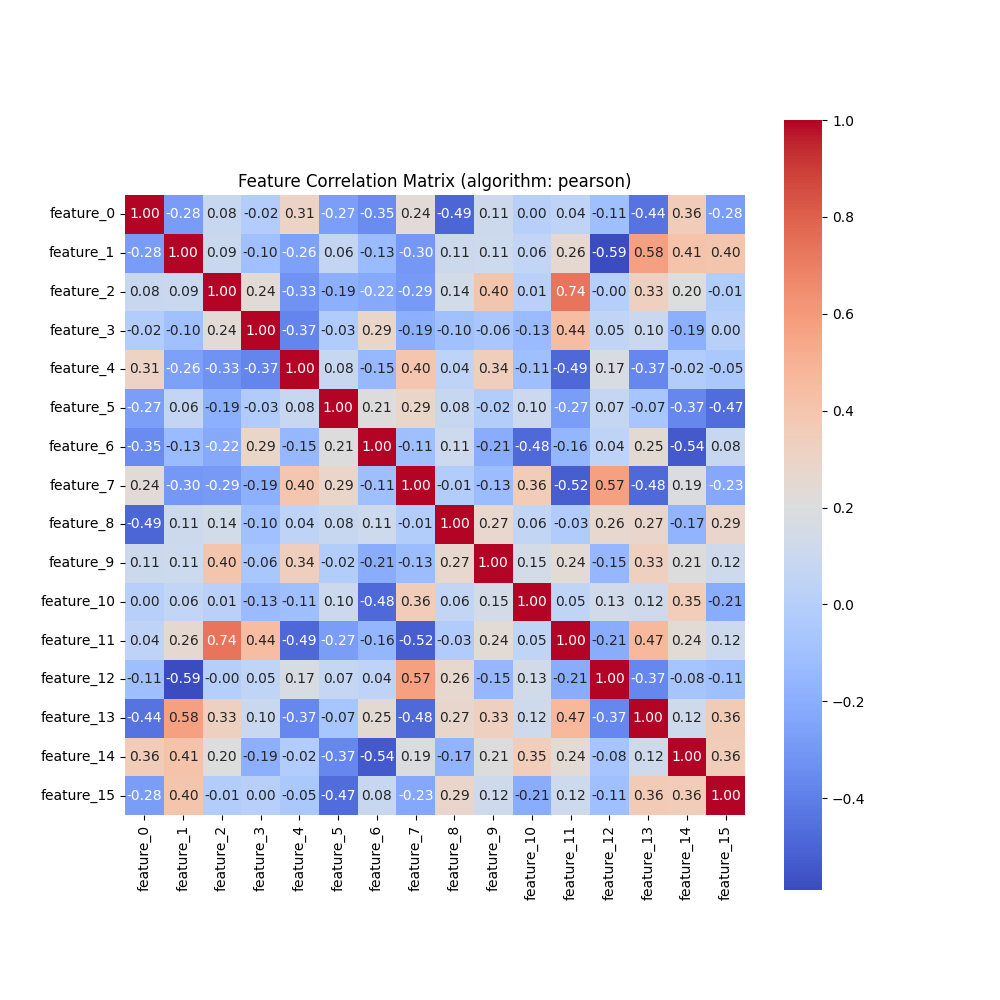 Feature Correlation Matrix (algorithm: pearson)
feature_0 1.00 -0.28 0.08 -0.02 0.31 -0.27 -0.35 0.24 -0.49 0.11 0.00 0.04 -0.11 -0.44 0.36 -0.28
feature_1 -0.28 1.00 0.09 -0.10 -0.26 0.06 -0.13 -0.30 0.11 0.11 0.06 0.26 -0.59 0.58 0.41 0.40
feature_2 0.08 0.09 1.00 0.24 -0.33 -0.19 -0.22 -0.29 0.14 0.40 0.01 0.74 -0.00 0.33 0.20 -0.01
feature_3 -0.02 -0.10 0.24 1.00 -0.37 -0.03 0.29 -0.19 -0.10 -0.06 -0.13 0.44 0.05 0.10 -0.19 0.00
feature_4 0.31 -0.26 -0.33 -0.37 1.00 0.08 -0.15 0.40 0.04 0.34 -0.11 -0.49 0.17 -0.37 -0.02 -0.05
feature_5 -0.27 0.06 -0.19 -0.03 0.08 1.00 0.21 0.29 0.08 -0.02 0.10 -0.27 0.07 -0.07 -0.37 -0.47
feature_6 -0.35 -0.13 -0.22 0.29 -0.15 0.21 1.00 -0.11 0.11 -0.21 -0.48 -0.16 0.04 0.25 -0.54 0.08
feature_7 0.24 -0.30 -0.29 -0.19 0.40 0.29 -0.11 1.00 -0.01 -0.13 0.36 -0.52 0.57 -0.48 0.19 -0.23
feature_8 -0.49 0.11 0.14 -0.10 0.04 0.08 0.11 -0.01 1.00 0.27 0.06 -0.03 0.26 0.27 -0.17 0.29
feature_9 0.11 0.11 0.40 -0.06 0.34 -0.02 -0.21 -0.13 0.27 1.00 0.15 0.24 -0.15 0.33 0.21 0.12
feature_10 0.00 0.06 0.01 -0.13 -0.11 0.10 -0.48 0.36 0.06 0.15 1.00 0.05 0.13 0.12 0.35 -0.21
feature_11 0.04 0.26 0.74 0.44 -0.49 -0.27 -0.16 -0.52 -0.03 0.24 0.05 1.00 -0.21 0.47 0.24 0.12
feature_12 -0.11 -0.59 -0.00 0.05 0.17 0.07 0.04 0.57 0.26 -0.15 0.13 -0.21 1.00 -0.37 -0.08 -0.11
feature_13 -0.44 0.58 0.33 0.10 -0.37 -0.07 0.25 -0.48 0.27 0.33 0.12 0.47 -0.37 1.00 0.12 0.36
feature_14 0.36 0.41 0.20 -0.19 -0.02 -0.37 -0.54 0.19 -0.17 0.21 0.35 0.24 -0.08 0.12 1.00 0.36
feature_15 -0.28 0.40 -0.01 0.00 -0.05 -0.47 0.08 -0.23 0.29 0.12 -0.21 0.12 -0.11 0.36 0.36 1.00
feature_0 feature_1 feature_2 feature_3 feature_4 feature_5 feature_6 feature_7 feature_8 feature_9 feature_10 feature_11 feature_12 feature_13 feature_14 feature_15
1.0
0.8
0.6
0.4
0.2
0.0
−0.2
−0.4